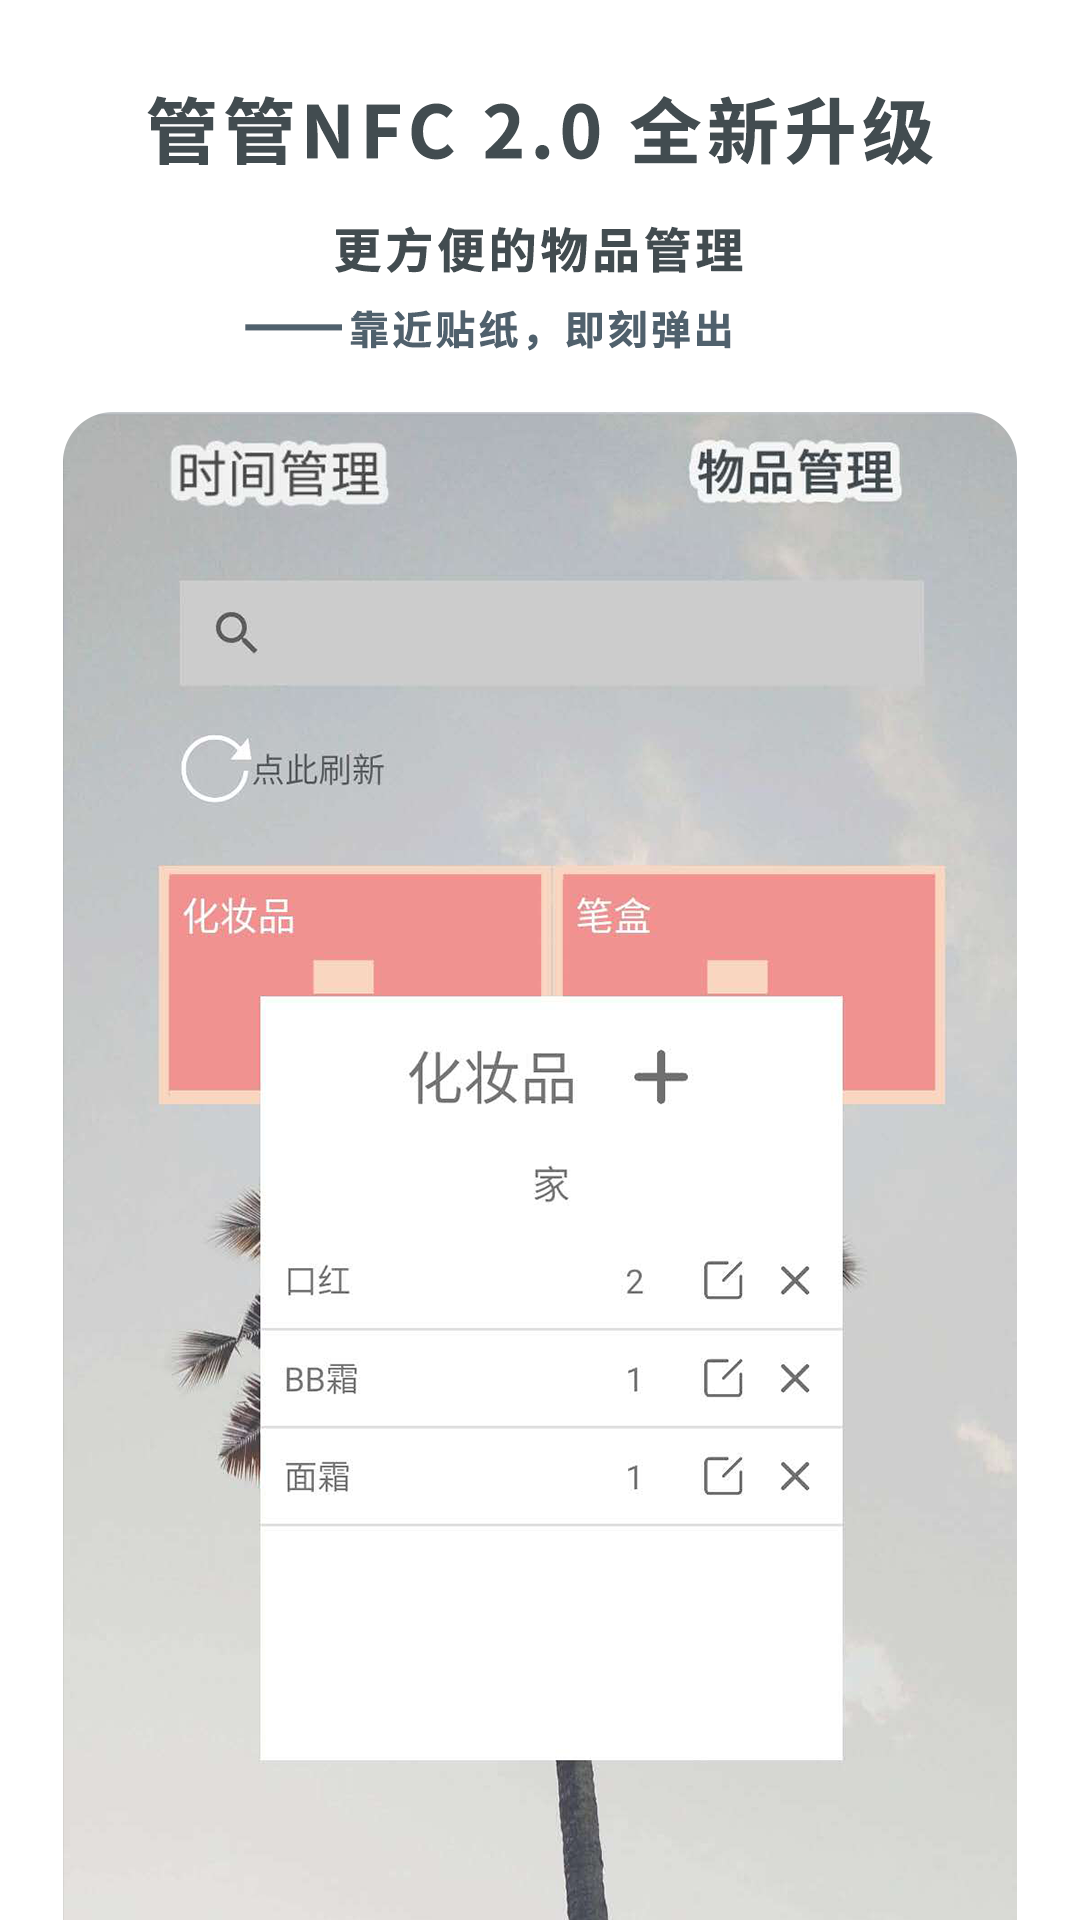 管管NFC 2.0 全新升级
更方便的物品管理
——靠近贴纸，即刻弹出
时间管理 物品管理
点此刷新
化妆品 笔盒
化妆品
家
口红 2
BB霜 1
面霜 1